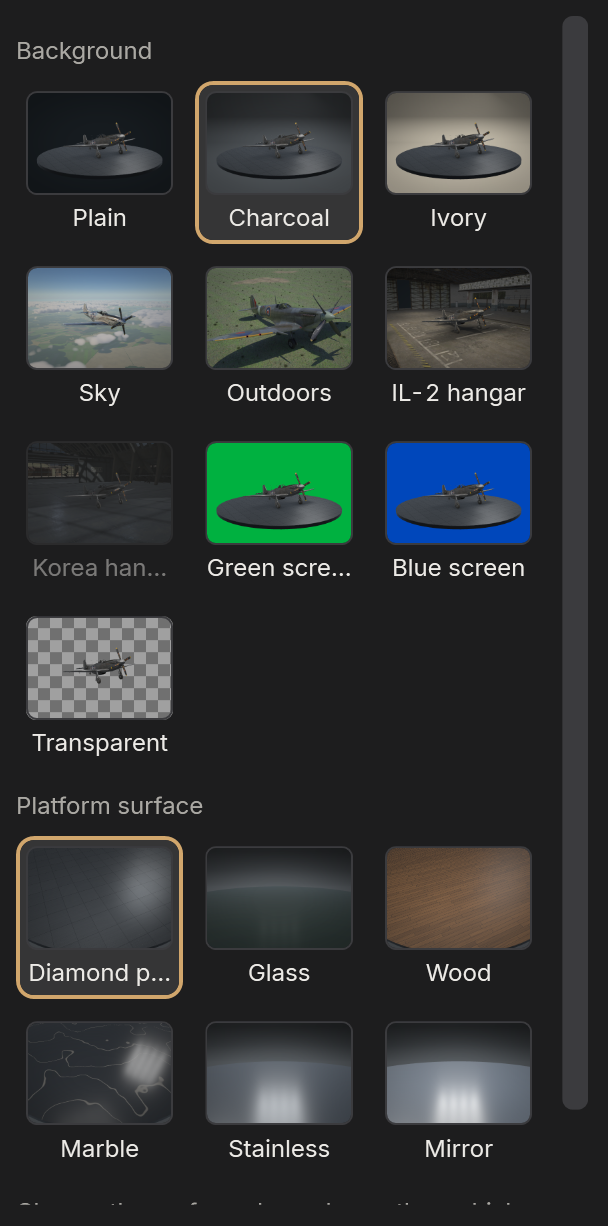 Background
Plain
Charcoal
Ivory
Sky
Outdoors
IL-2 hangar
Korea han...
Green scre...
Blue screen
Transparent
Platform surface
Diamond p...
Glass
Wood
Marble
Stainless
Mirror